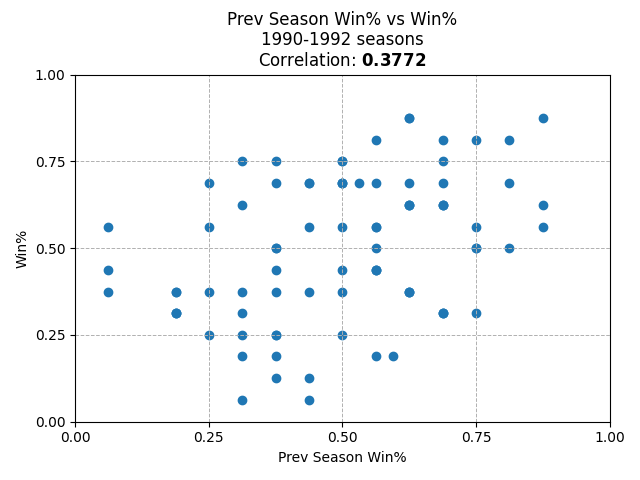 Prev Season Win% vs Win%
1990-1992 seasons
Correlation: 0.3772
1.00
0.75
Win%
0.50
0.25
0.00
0.00 0.25 0.50 0.75 1.00
Prev Season Win%